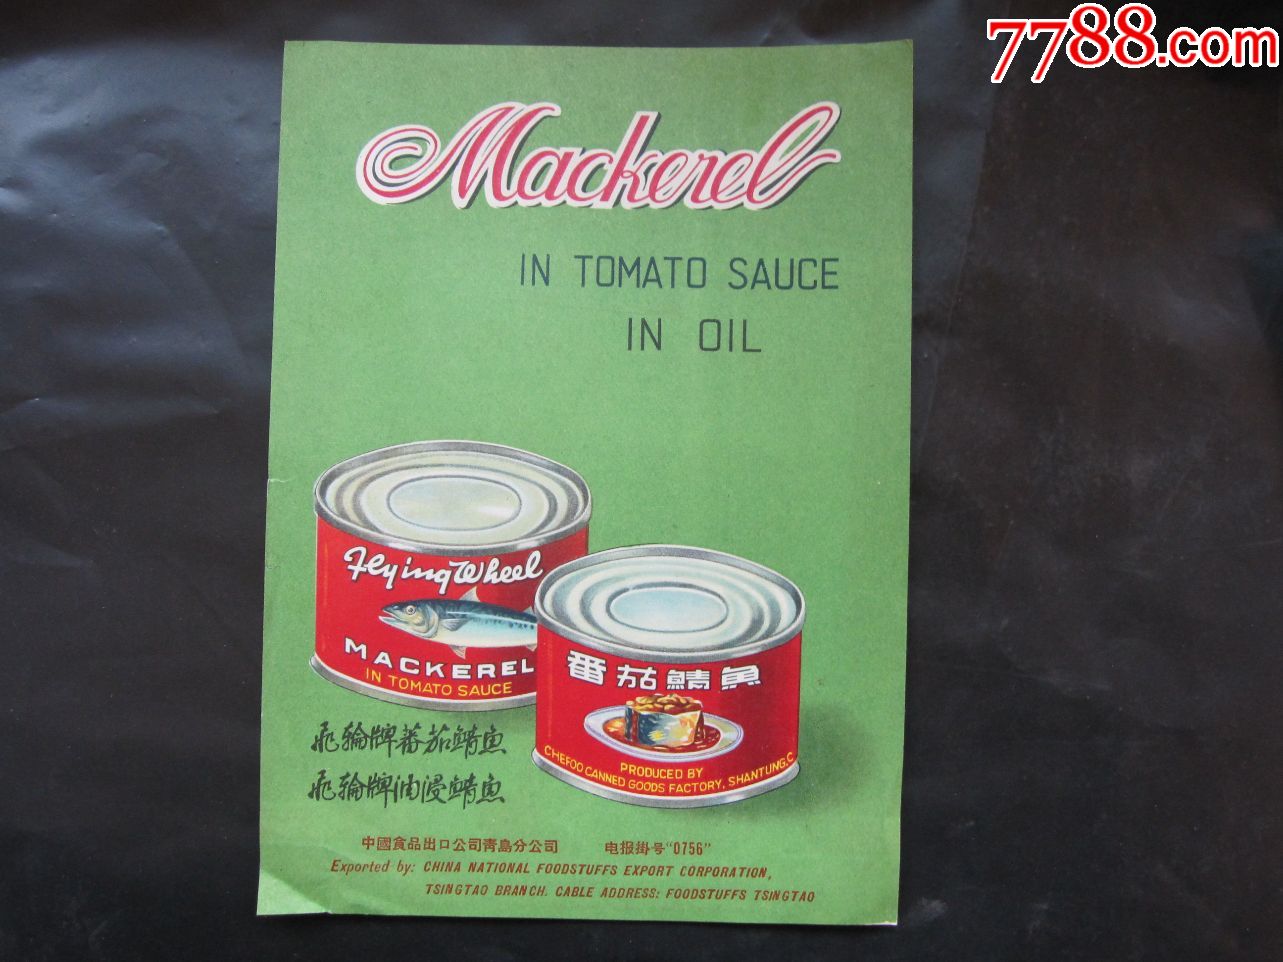 7788.com
Mackerel
IN TOMATO SAUCE
IN OIL
Flying Wheel
MACKEREL
IN TOMATO SAUCE
番茄鯖魚
PRODUCED BY
CHEFOO CANNED GOODS FACTORY, SHANTUNG,C
飛輪牌蕃茄鯖魚
飛輪牌油浸鯖魚
中國食品出口公司青島分公司 电报掛号“0756”
Exported by: CHINA NATIONAL FOODSTUFFS EXPORT CORPORATION,
TSINGTAO BRANCH. CABLE ADDRESS: FOODSTUFFS TSINGTAO